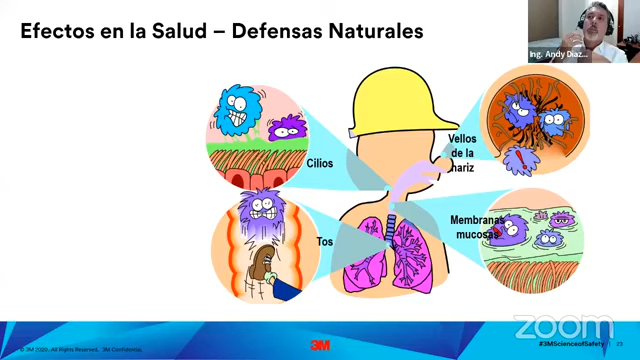 Efectos en la Salud – Defensas Naturales
Ing. Andy Diaz...
Cilios
Vellos
de la
nariz
Tos
Membranas
mucosas
© 3M 2020. All Rights Reserved. 3M Confidential.
3M
#3MScienceofSafety
23
zoom